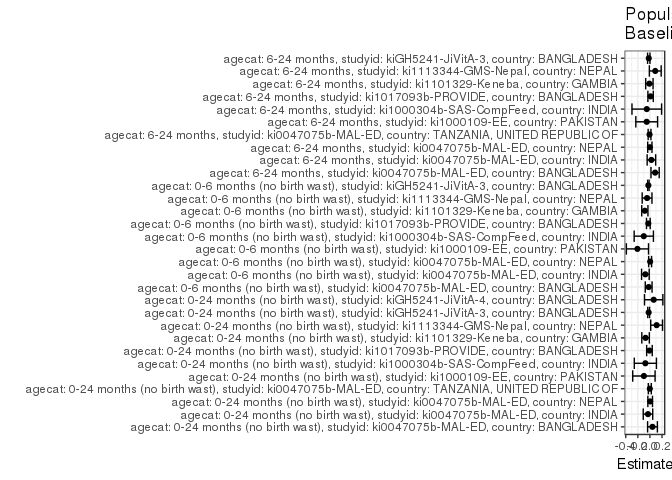 Popul
Baseli
agecat: 6-24 months, studyid: kiGH5241-JiVitA-3, country: BANGLADESH
agecat: 6-24 months, studyid: ki1113344-GMS-Nepal, country: NEPAL
agecat: 6-24 months, studyid: ki1101329-Keneba, country: GAMBIA
agecat: 6-24 months, studyid: ki1017093b-PROVIDE, country: BANGLADESH
agecat: 6-24 months, studyid: ki1000304b-SAS-CompFeed, country: INDIA
agecat: 6-24 months, studyid: ki1000109-EE, country: PAKISTAN
agecat: 6-24 months, studyid: ki0047075b-MAL-ED, country: TANZANIA, UNITED REPUBLIC OF
agecat: 6-24 months, studyid: ki0047075b-MAL-ED, country: NEPAL
agecat: 6-24 months, studyid: ki0047075b-MAL-ED, country: INDIA
agecat: 6-24 months, studyid: ki0047075b-MAL-ED, country: BANGLADESH
agecat: 0-6 months (no birth wast), studyid: kiGH5241-JiVitA-3, country: BANGLADESH
agecat: 0-6 months (no birth wast), studyid: ki1113344-GMS-Nepal, country: NEPAL
agecat: 0-6 months (no birth wast), studyid: ki1101329-Keneba, country: GAMBIA
agecat: 0-6 months (no birth wast), studyid: ki1017093b-PROVIDE, country: BANGLADESH
agecat: 0-6 months (no birth wast), studyid: ki1000304b-SAS-CompFeed, country: INDIA
agecat: 0-6 months (no birth wast), studyid: ki1000109-EE, country: PAKISTAN
agecat: 0-6 months (no birth wast), studyid: ki0047075b-MAL-ED, country: NEPAL
agecat: 0-6 months (no birth wast), studyid: ki0047075b-MAL-ED, country: INDIA
agecat: 0-6 months (no birth wast), studyid: ki0047075b-MAL-ED, country: BANGLADESH
agecat: 0-24 months (no birth wast), studyid: kiGH5241-JiVitA-4, country: BANGLADESH
agecat: 0-24 months (no birth wast), studyid: kiGH5241-JiVitA-3, country: BANGLADESH
agecat: 0-24 months (no birth wast), studyid: ki1113344-GMS-Nepal, country: NEPAL
agecat: 0-24 months (no birth wast), studyid: ki1101329-Keneba, country: GAMBIA
agecat: 0-24 months (no birth wast), studyid: ki1017093b-PROVIDE, country: BANGLADESH
agecat: 0-24 months (no birth wast), studyid: ki1000304b-SAS-CompFeed, country: INDIA
agecat: 0-24 months (no birth wast), studyid: ki1000109-EE, country: PAKISTAN
agecat: 0-24 months (no birth wast), studyid: ki0047075b-MAL-ED, country: TANZANIA, UNITED REPUBLIC OF
agecat: 0-24 months (no birth wast), studyid: ki0047075b-MAL-ED, country: NEPAL
agecat: 0-24 months (no birth wast), studyid: ki0047075b-MAL-ED, country: INDIA
agecat: 0-24 months (no birth wast), studyid: ki0047075b-MAL-ED, country: BANGLADESH
Estimate